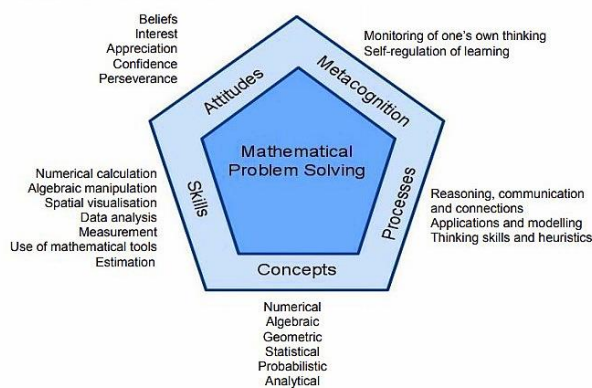 Beliefs
Interest
Appreciation
Confidence
Perseverance
Monitoring of one's own thinking
Self-regulation of learning
Attitudes
Metacognition
Mathematical
Problem Solving
Numerical calculation
Algebraic manipulation
Spatial visualisation
Data analysis
Measurement
Use of mathematical tools
Estimation
Skills
Processes
Reasoning, communication
and connections
Applications and modelling
Thinking skills and heuristics
Concepts
Numerical
Algebraic
Geometric
Statistical
Probabilistic
Analytical